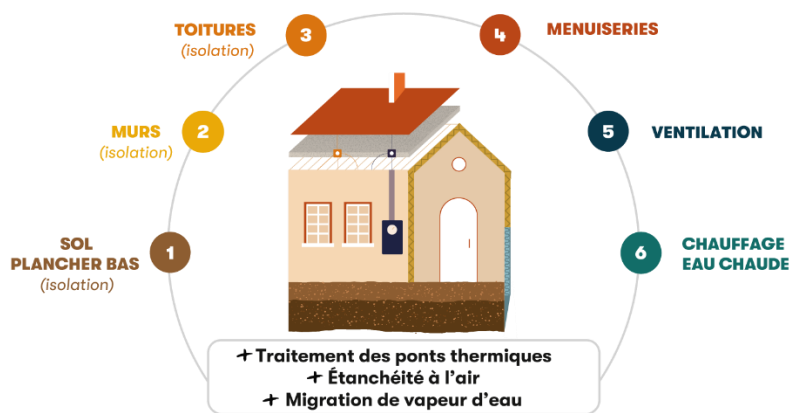 TOITURES
(isolation)
3
4
MENUISERIES
MURS
(isolation)
2
5
VENTILATION
SOL
PLANCHER BAS
(isolation)
1
6
CHAUFFAGE
EAU CHAUDE
+ Traitement des ponts thermiques
+ Étanchéité à l'air
+ Migration de vapeur d'eau